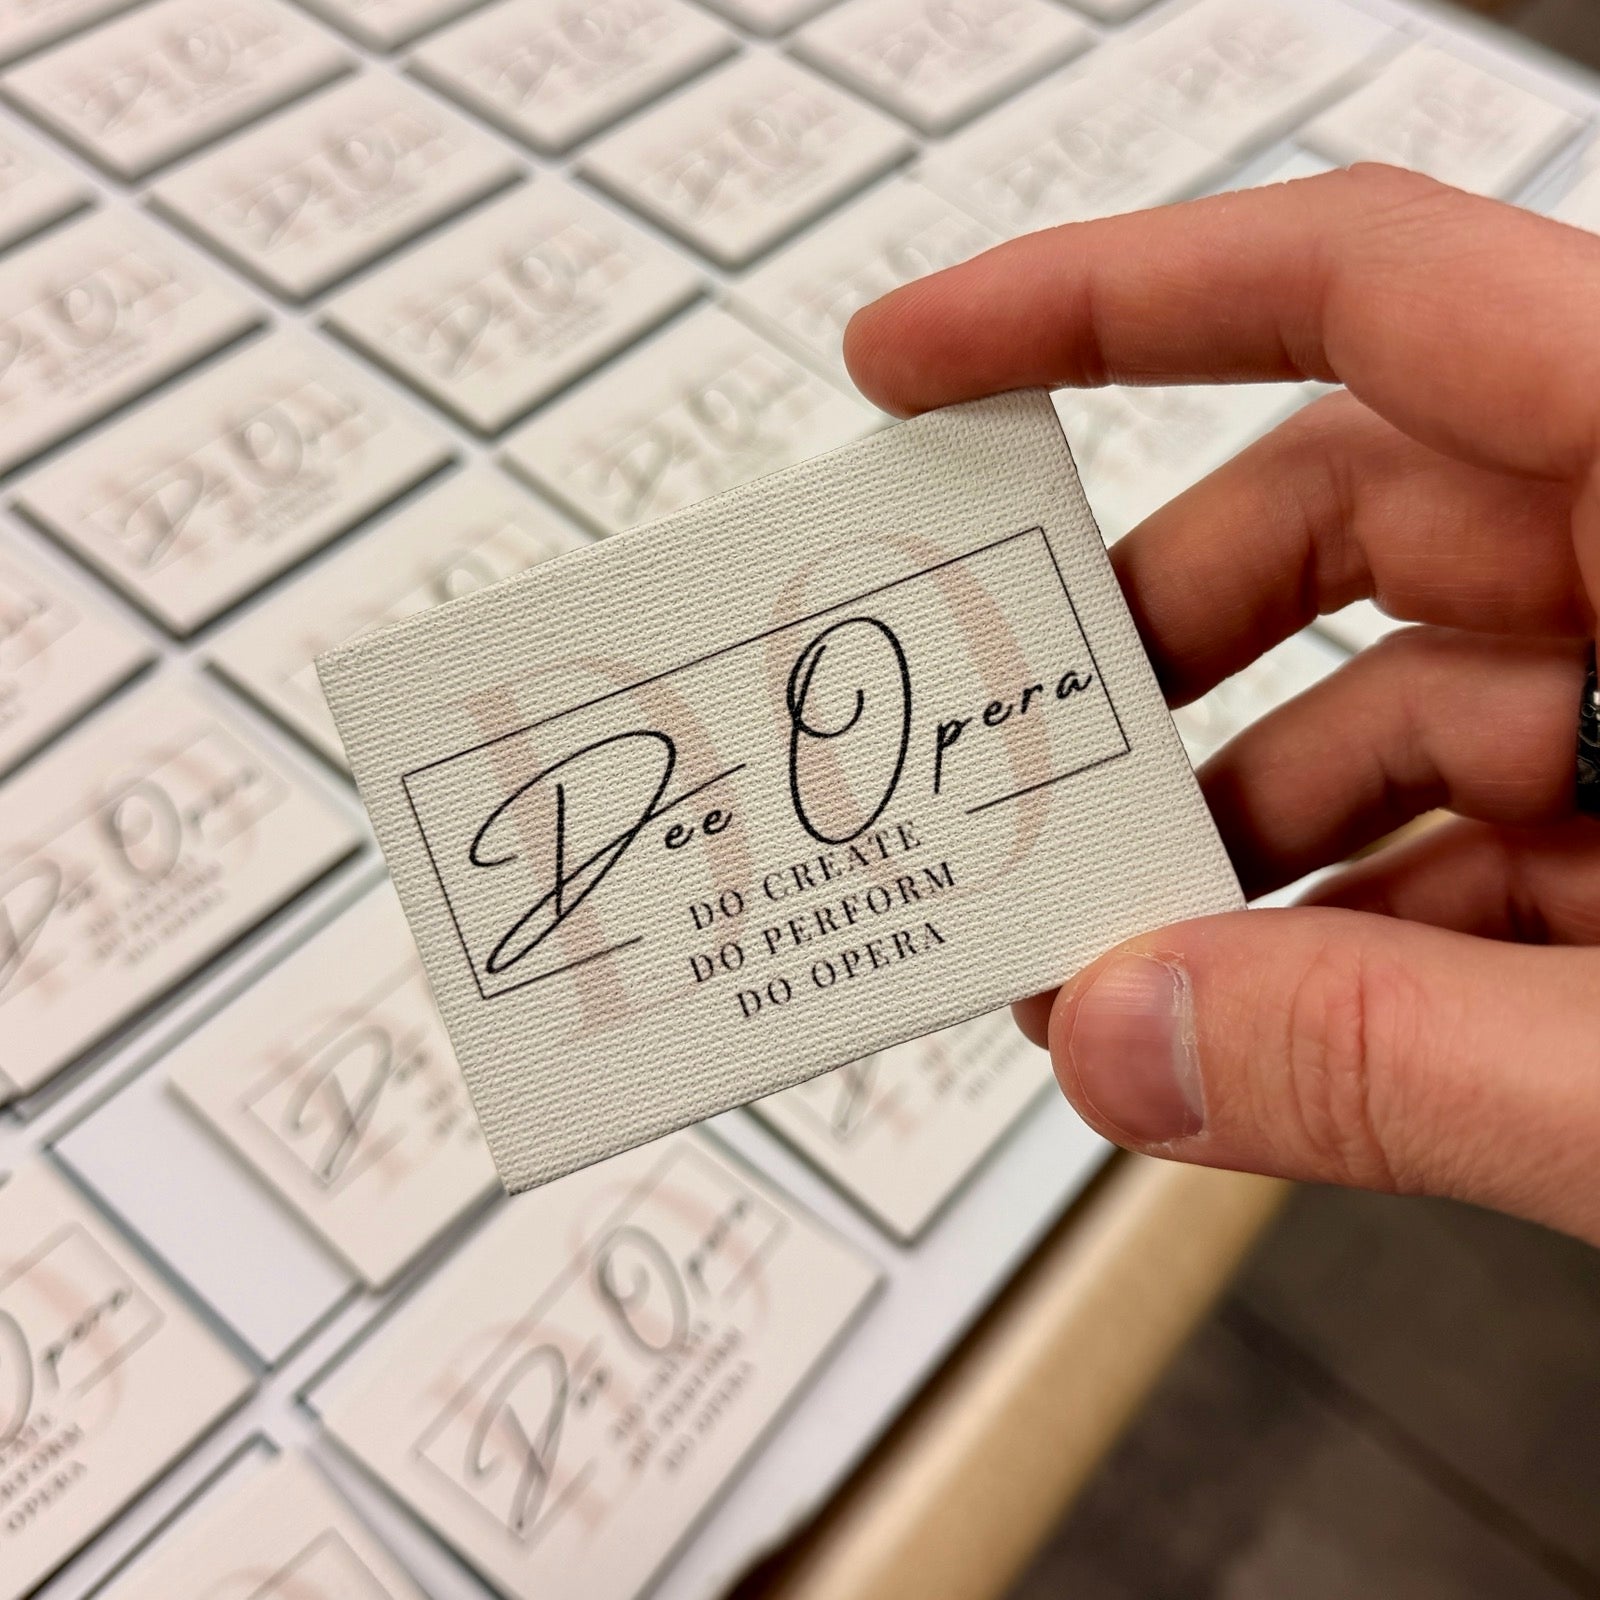 Dee Opera
DO CREATE
DO PERFORM
DO OPERA